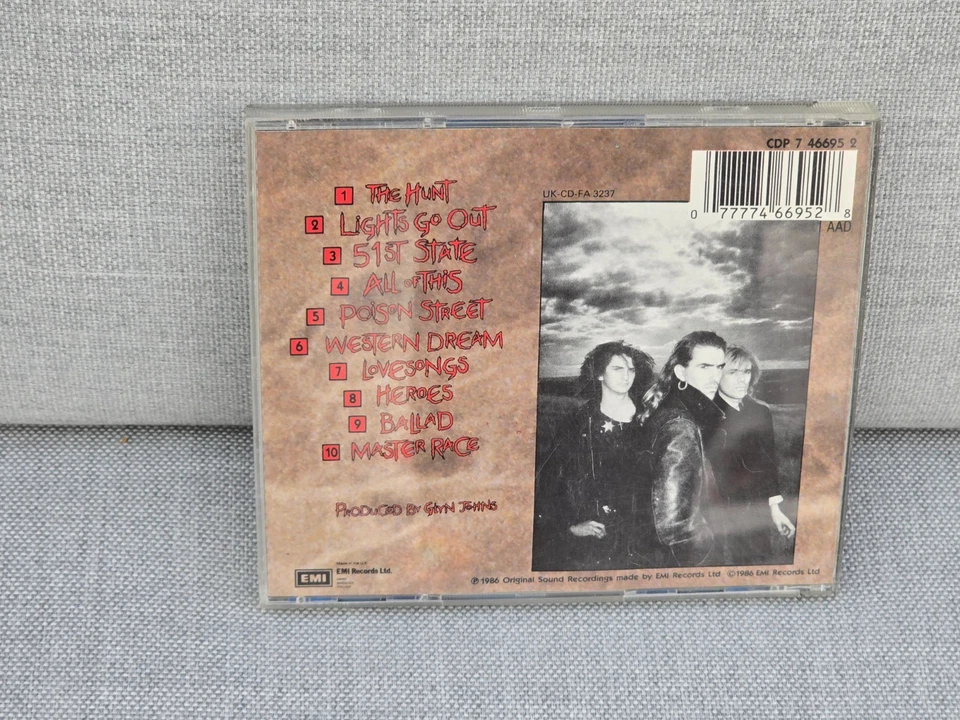 CDP 7 46695 2
UK-CD-FA 3237
0 77774 66952 8
AAD
1 THE HUNT
2 LIGHTS GO OUT
3 51ST STATE
4 ALL OF THIS
5 POISON STREET
6 WESTERN DREAM
7 LOVESONGS
8 HEROES
9 BALLAD
10 MASTER RACE
PRODUCED BY GLYN JOHNS
EMI
EMI Records Ltd.
℗ 1986 Original Sound Recordings made by EMI Records Ltd © 1986 EMI Records Ltd